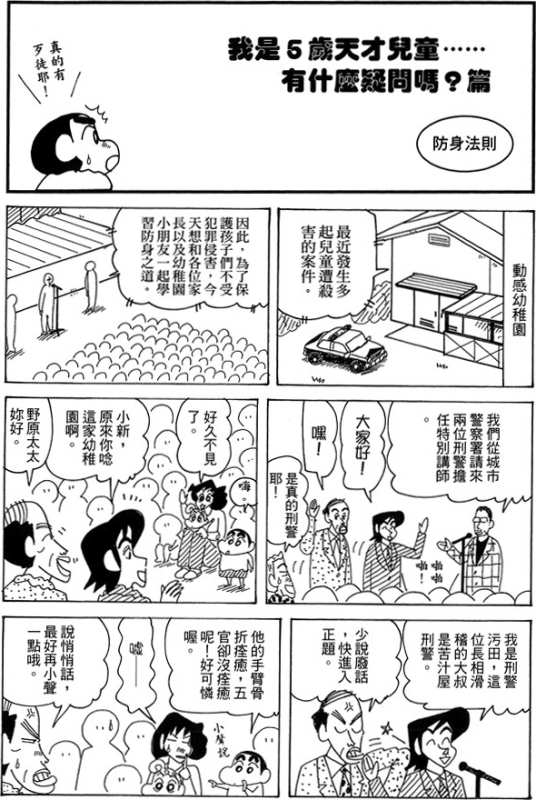 我是５歲天才兒童……
有什麼疑問嗎？篇
防身法則
真的有
歹徒耶！
動感幼稚園
最近發生多
起兒童遭殺
害的案件。
因此，為了保
護孩子們不受
犯罪侵害，今
天想和各位家
長以及幼稚園
小朋友一起學
習防身之道。
我們從城市
警察署請來
兩位刑警擔
任特別講師
啪
啪
！
大家好！
嘿！
是真的刑警
耶！
好久不見
了。
嗨
小新，
原來你唸
這家幼稚
園啊。
野原太太
妳好。
我是刑警
汚田，這
位長相滑
稽的大叔
是苦汁屋
刑警。
少說廢話
，快進入
正題。
他的手臂骨
折痊癒，五
官卻沒痊癒
呢！好可憐
喔。
小聲說
噓——
說悄悄話，
最好再小聲
一點哦。